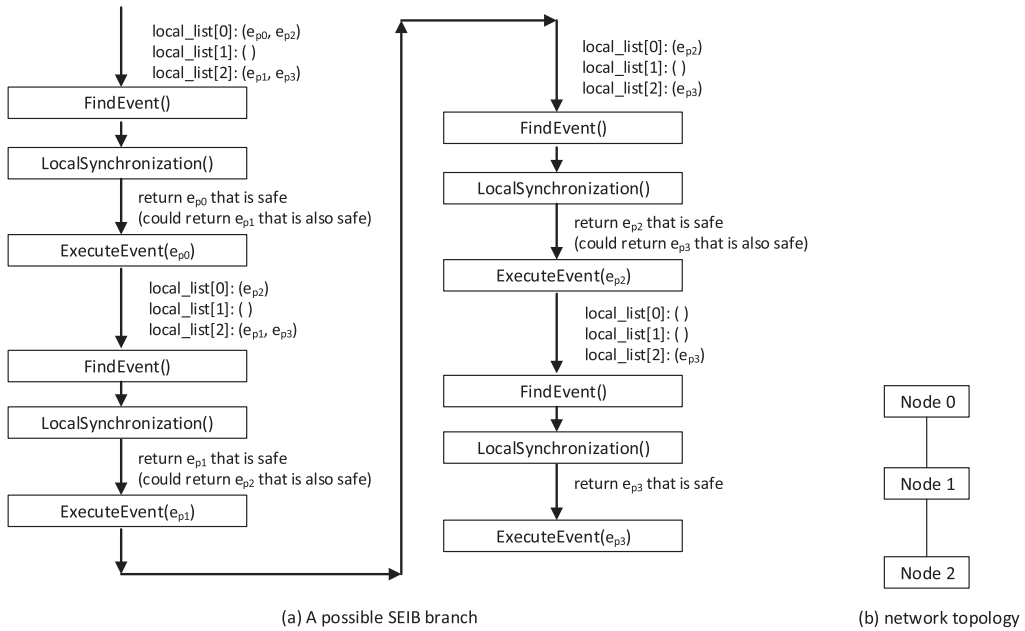 local_list[0]: (ep0, ep2)
local_list[1]: ( )
local_list[2]: (ep1, ep3)
FindEvent()
LocalSynchronization()
return ep0 that is safe
(could return ep1 that is also safe)
ExecuteEvent(ep0)
local_list[0]: (ep2)
local_list[1]: ( )
local_list[2]: (ep1, ep3)
FindEvent()
LocalSynchronization()
return ep1 that is safe
(could return ep2 that is also safe)
ExecuteEvent(ep1)
local_list[0]: (ep2)
local_list[1]: ( )
local_list[2]: (ep3)
FindEvent()
LocalSynchronization()
return ep2 that is safe
(could return ep3 that is also safe)
ExecuteEvent(ep2)
local_list[0]: ( )
local_list[1]: ( )
local_list[2]: (ep3)
FindEvent()
LocalSynchronization()
return ep3 that is safe
ExecuteEvent(ep3)
(a) A possible SEIB branch
Node 0
Node 1
Node 2
(b) network topology